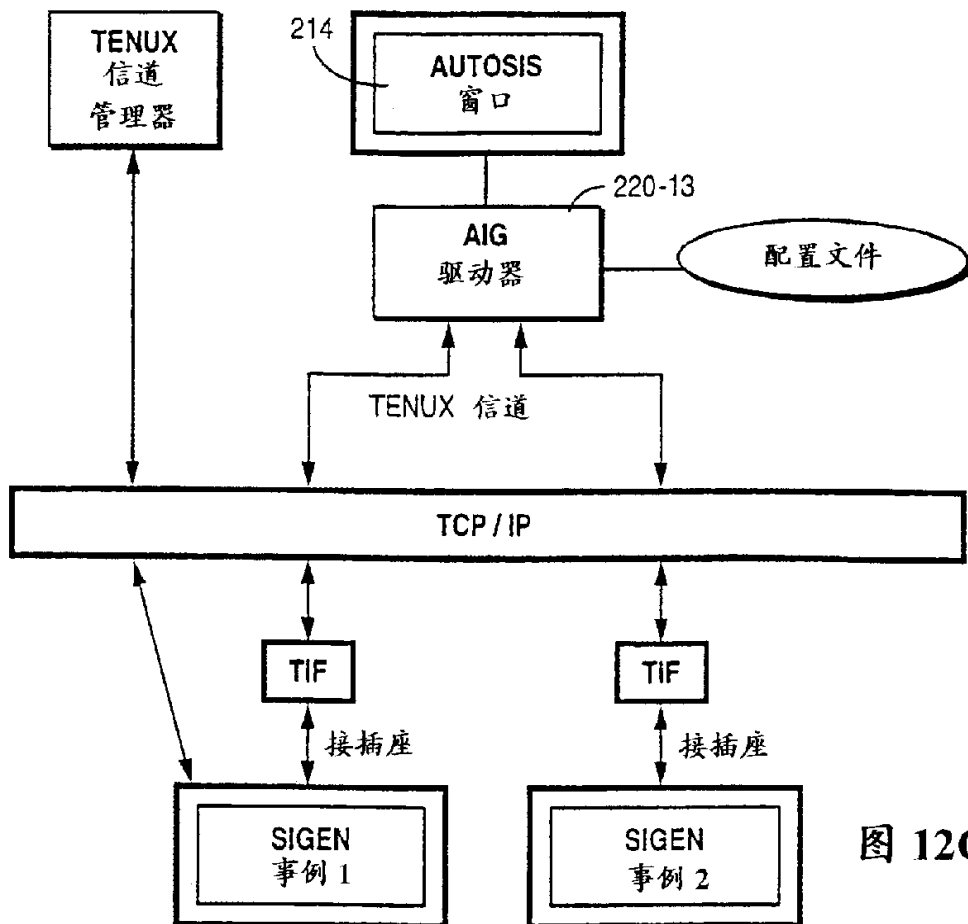 TENUX
信道
管理器
214
AUTOSIS
窗口
220-13
AIG
驱动器
配置文件
TENUX 信道
TCP / IP
TIF
TIF
接插座
接插座
SIGEN
事例 1
SIGEN
事例 2
图 12